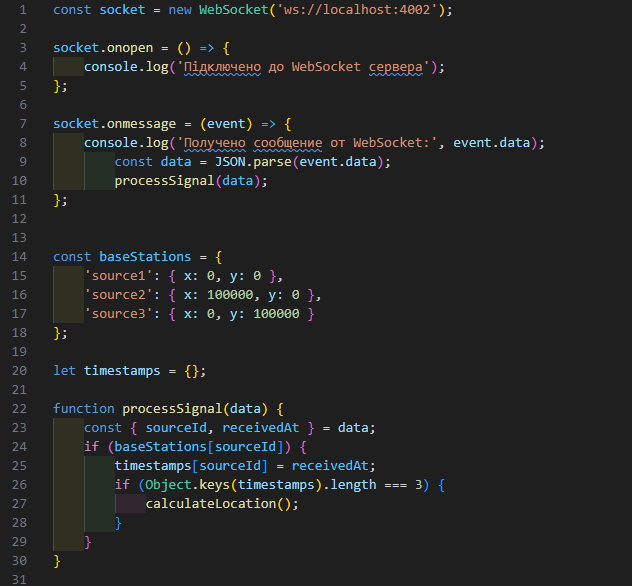 1 const socket = new WebSocket('ws://localhost:4002');
2
3 socket.onopen = () => {
4     console.log('Підключено до WebSocket сервера');
5 };
6
7 socket.onmessage = (event) => {
8     console.log('Получено сообщение от WebSocket:', event.data);
9         const data = JSON.parse(event.data);
10         processSignal(data);
11 };
12
13
14 const baseStations = {
15     'source1': { x: 0, y: 0 },
16     'source2': { x: 100000, y: 0 },
17     'source3': { x: 0, y: 100000 }
18 };
19
20 let timestamps = {};
21
22 function processSignal(data) {
23     const { sourceId, receivedAt } = data;
24     if (baseStations[sourceId]) {
25         timestamps[sourceId] = receivedAt;
26         if (Object.keys(timestamps).length === 3) {
27             calculateLocation();
28         }
29     }
30 }
31